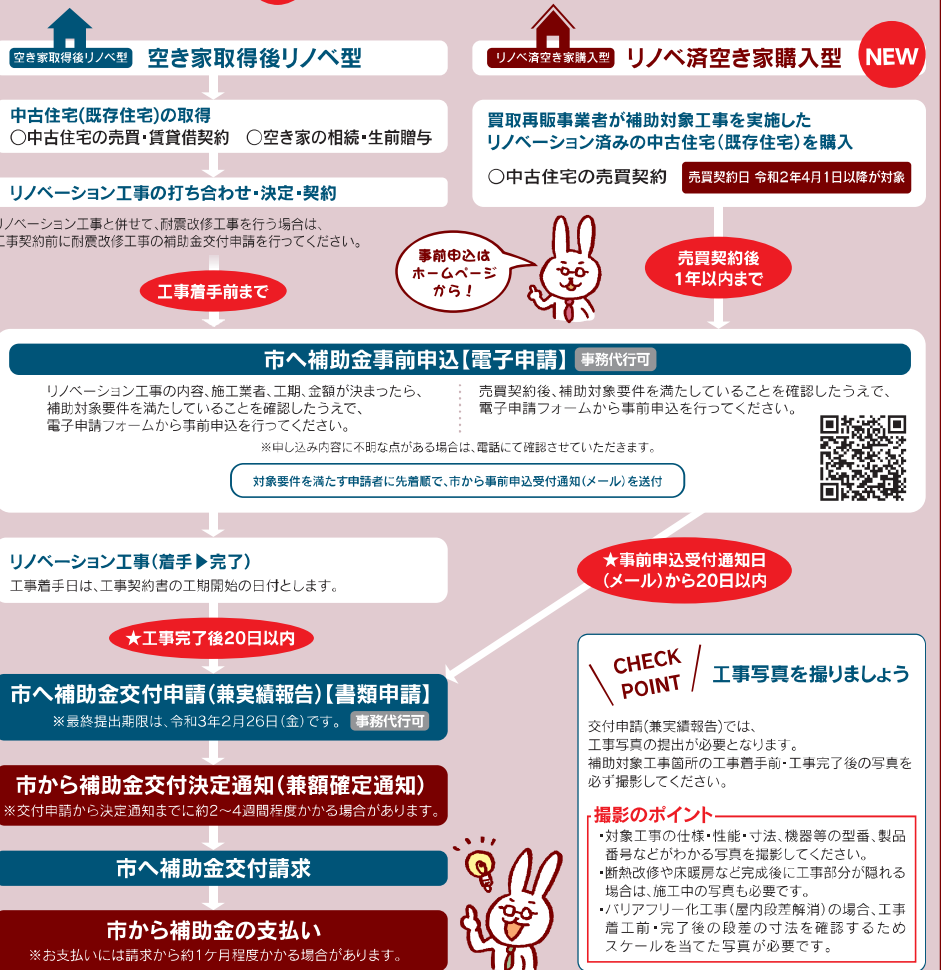 空き家取得後リノベ型 空き家取得後リノベ型
中古住宅(既存住宅)の取得
○中古住宅の売買・賃貸借契約 ○空き家の相続・生前贈与
リノベーション工事の打ち合わせ・決定・契約
リノベーション工事と併せて、耐震改修工事を行う場合は、
工事契約前に耐震改修工事の補助金交付申請を行ってください。
工事着手前まで
リノベ済空き家購入型 リノベ済空き家購入型 NEW
買取再販事業者が補助対象工事を実施した
リノベーション済みの中古住宅(既存住宅)を購入
○中古住宅の売買契約 売買契約日 令和2年4月1日以降が対象
事前申込は
ホームページ
から!
売買契約後
1年以内まで
市へ補助金事前申込【電子申請】 事務代行可
リノベーション工事の内容、施工業者、工期、金額が決まったら、
補助対象要件を満たしていることを確認したうえで、
電子申請フォームから事前申込を行ってください。
売買契約後、補助対象要件を満たしていることを確認したうえで、
電子申請フォームから事前申込を行ってください。
※申し込み内容に不明な点がある場合は、電話にて確認させていただきます。
対象要件を満たす申請者に先着順で、市から事前申込受付通知(メール)を送付
リノベーション工事(着手▶完了)
工事着手日は、工事契約書の工期開始の日付とします。
★工事完了後20日以内
★事前申込受付通知日
(メール)から20日以内
市へ補助金交付申請(兼実績報告)【書類申請】
※最終提出期限は、令和3年2月26日(金)です。 事務代行可
市から補助金交付決定通知(兼額確定通知)
※交付申請から決定通知までに約2~4週間程度かかる場合があります。
市へ補助金交付請求
市から補助金の支払い
※お支払いには請求から約1ケ月程度かかる場合があります。
CHECK
POINT
工事写真を撮りましょう
交付申請(兼実績報告)では、
工事写真の提出が必要となります。
補助対象工事箇所の工事着手前・工事完了後の写真を
必ず撮影してください。
撮影のポイント
・対象工事の仕様・性能・寸法、機器等の型番、製品
番号などがわかる写真を撮影してください。
・断熱改修や床暖房など完成後に工事部分が隠れる
場合は、施工中の写真も必要です。
・バリアフリー化工事(屋内段差解消)の場合、工事
着工前・完了後の段差の寸法を確認するため
スケールを当てた写真が必要です。